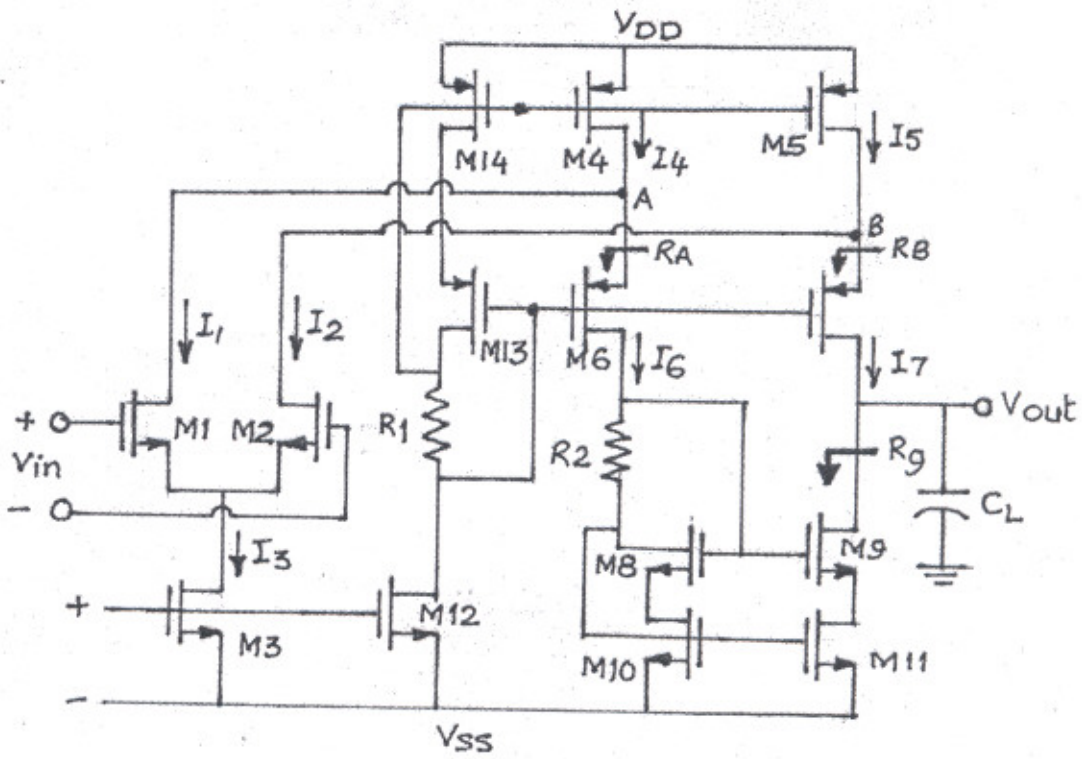 VDD
M14
M4
I4
M5
I5
A
B
RA
RB
I1
I2
M13
M6
I6
I7
+
Vin
-
M1
M2
R1
R2
Vout
R9
CL
I3
M8
M9
+
M3
M12
M10
M11
-
VSS